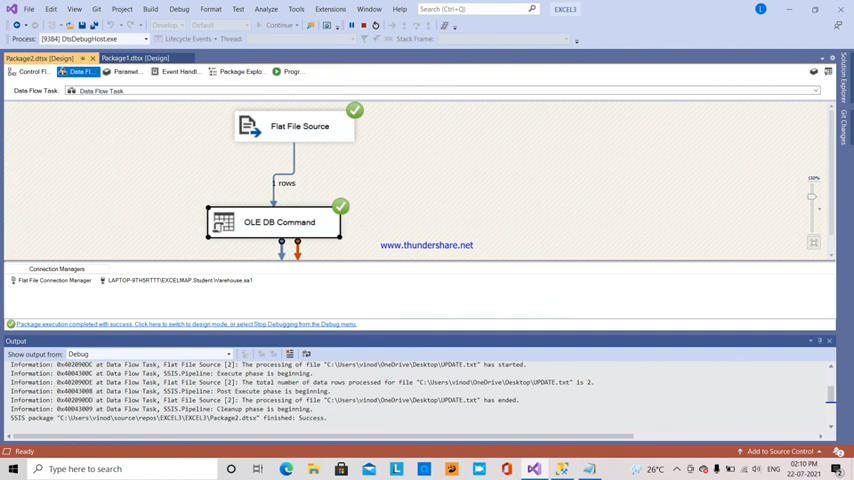 File Edit View Git Project Build Debug Format Test Analyze Tools Extensions Window Help Search (Ctrl+Q) EXCEL3 L
Develop Default Continue
Process: [9384] DtsDebugHost.exe Lifecycle Events Thread: Stack Frame:
Package2.dtsx [Design] Package1.dtsx [Design]
Control Fl... Data Fl... Paramet... Event Handl... Package Explo... Progr...
Data Flow Task: Data Flow Task
Flat File Source
1 rows
OLE DB Command
www.thundershare.net
100%
Solution Explorer
Git Changes
Connection Managers
Flat File Connection Manager LAPTOP-9TH5RTTT\EXCELMAP.StudentWarehouse.sa1
Package execution completed with success. Click here to switch to design mode, or select Stop Debugging from the Debug menu.
Output
Show output from: Debug
Information: 0x402090DC at Data Flow Task, Flat File Source [2]: The processing of file "C:\Users\vinod\OneDrive\Desktop\UPDATE.txt" has started.
Information: 0x4004300C at Data Flow Task, SSIS.Pipeline: Execute phase is beginning.
Information: 0x402090DE at Data Flow Task, Flat File Source [2]: The total number of data rows processed for file "C:\Users\vinod\OneDrive\Desktop\UPDATE.txt" is 2.
Information: 0x40043008 at Data Flow Task, SSIS.Pipeline: Post Execute phase is beginning.
Information: 0x402090DD at Data Flow Task, Flat File Source [2]: The processing of file "C:\Users\vinod\OneDrive\Desktop\UPDATE.txt" has ended.
Information: 0x40043009 at Data Flow Task, SSIS.Pipeline: Cleanup phase is beginning.
SSIS package "C:\Users\vinod\source\repos\EXCEL3\EXCEL3\Package2.dtsx" finished: Success.
Ready Add to Source Control 2
Type here to search 26°C ENG 02:10 PM
22-07-2021 2